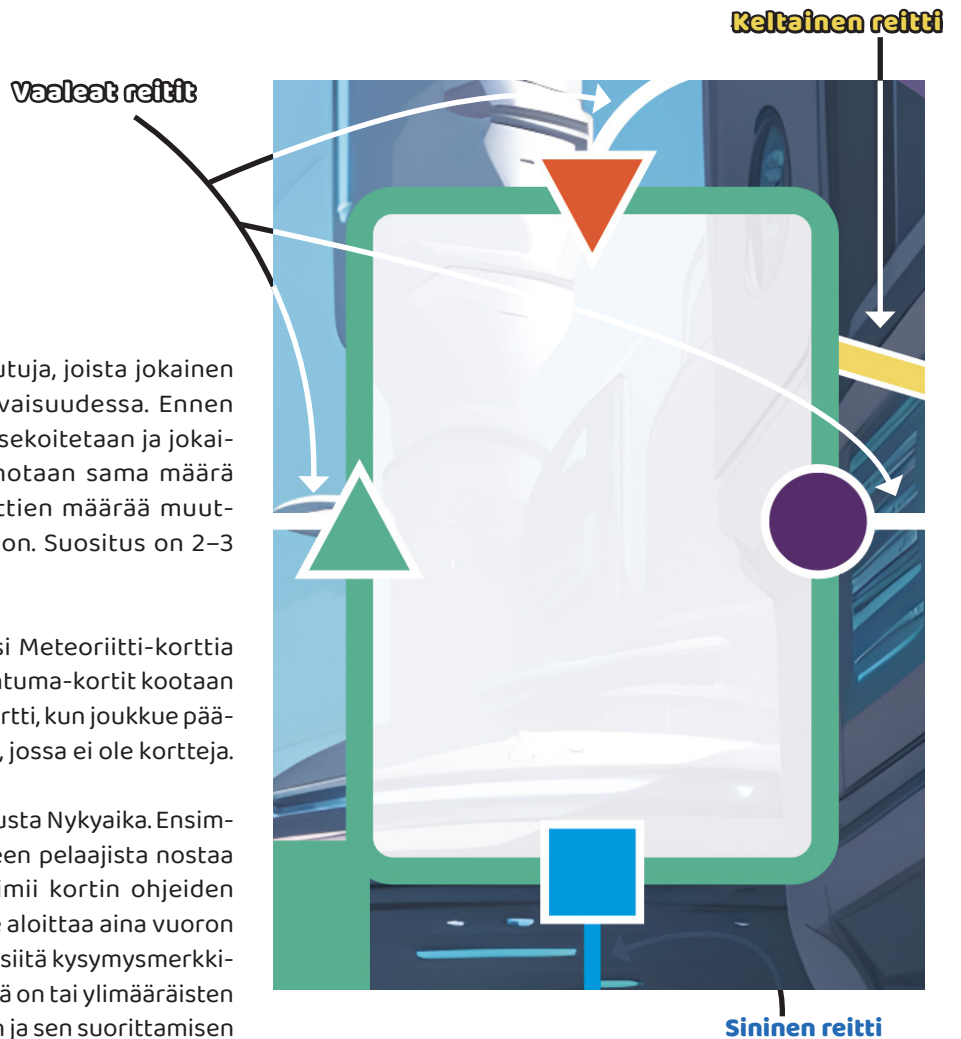 Keltainen reitti
Vaaleat reitit
utuja, joista jokainen
vaisuudessa. Ennen
sekoitetaan ja jokai-
notaan sama määrä
ttien määrää muut-
on. Suositus on 2–3
si Meteoriitti-korttia
ntuma-kortit kootaan
rtti, kun joukkue pää-
, jossa ei ole kortteja.
usta Nykyaika. Ensim-
een pelaajista nostaa
imii kortin ohjeiden
e aloittaa aina vuoron
siitä kysymysmerkki-
ä on tai ylimääräisten
n ja sen suorittamisen
Sininen reitti